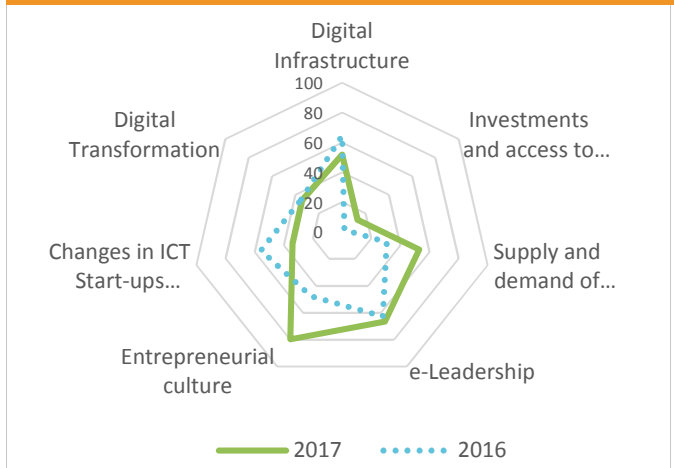 Digital
Infrastructure
100
80
60
40
20
0
Investments
and access to...
Supply and
demand of...
e-Leadership
Entrepreneurial
culture
Changes in ICT
Start-ups...
Digital
Transformation
2017
2016